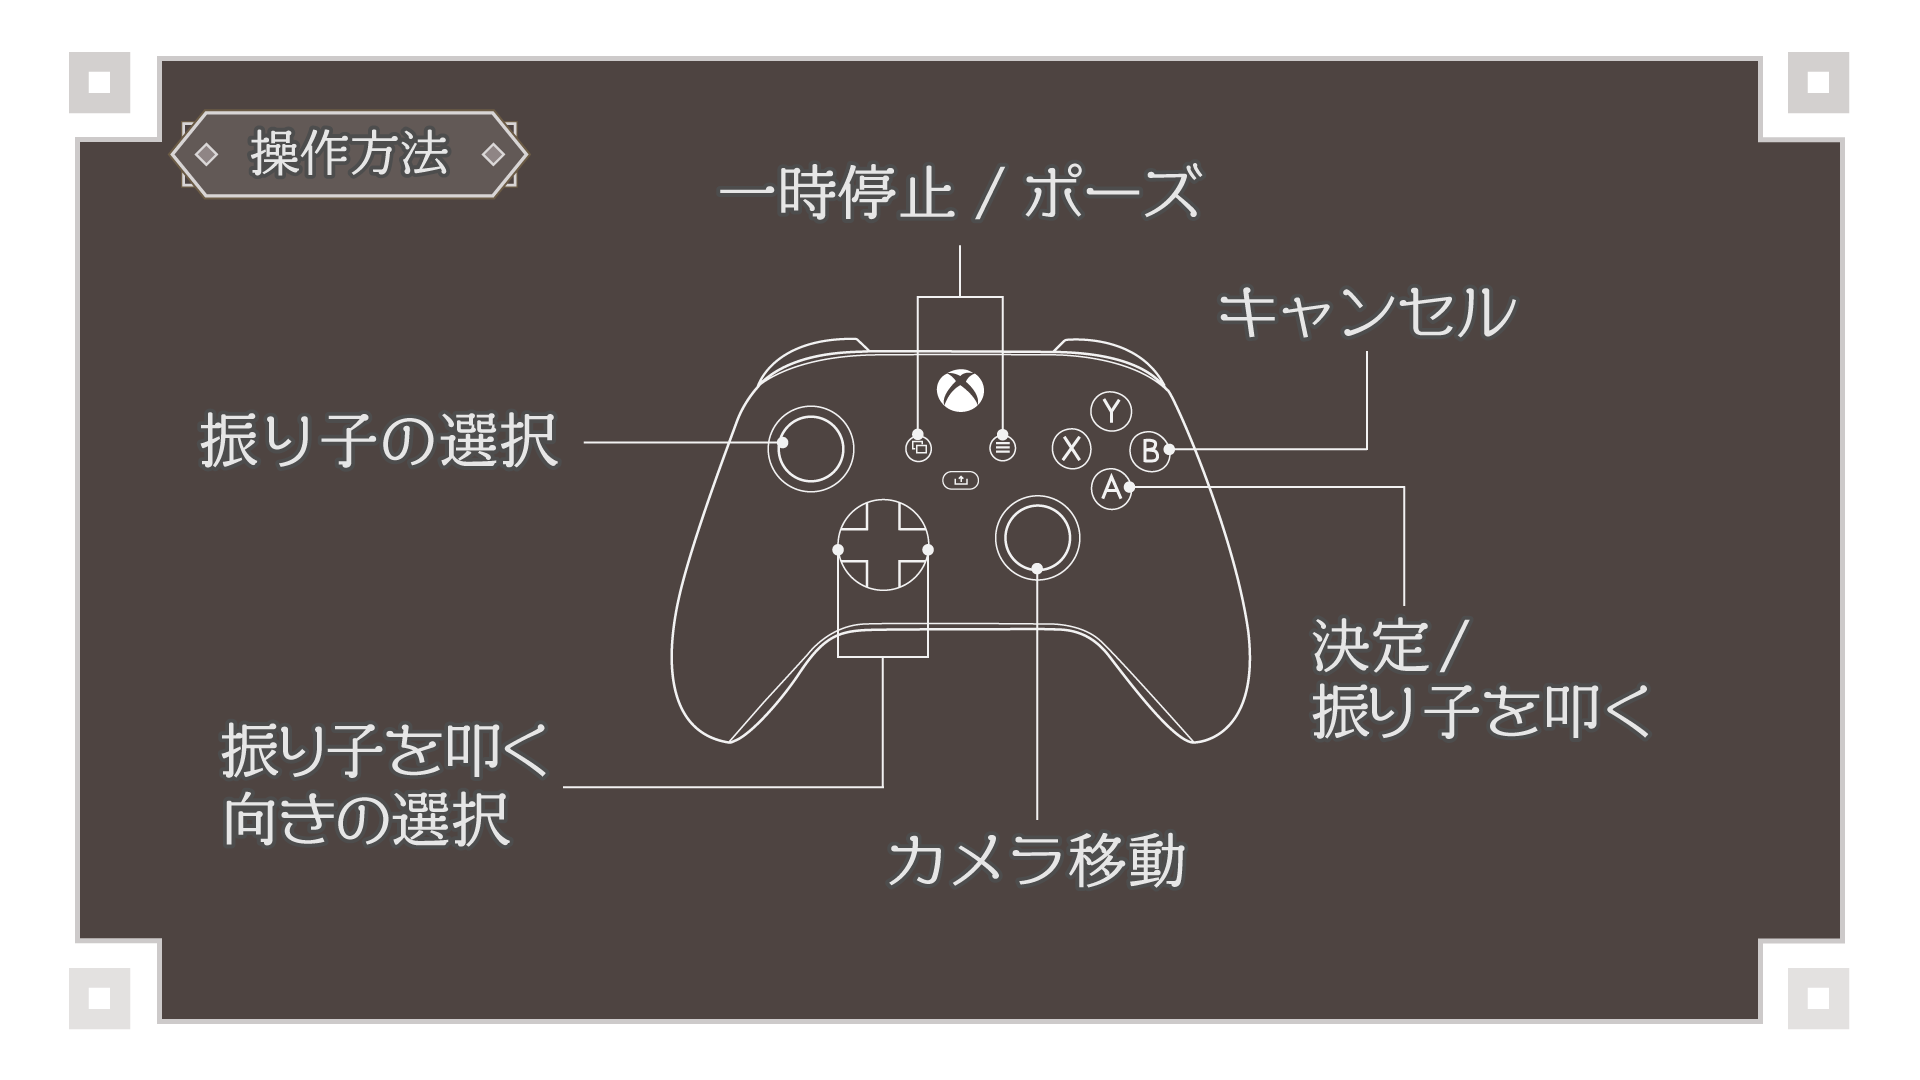 操作方法
一時停止 / ポーズ
キャンセル
振り子の選択
Y
X
B
A
決定/
振り子を叩く
振り子を叩く
向きの選択
カメラ移動